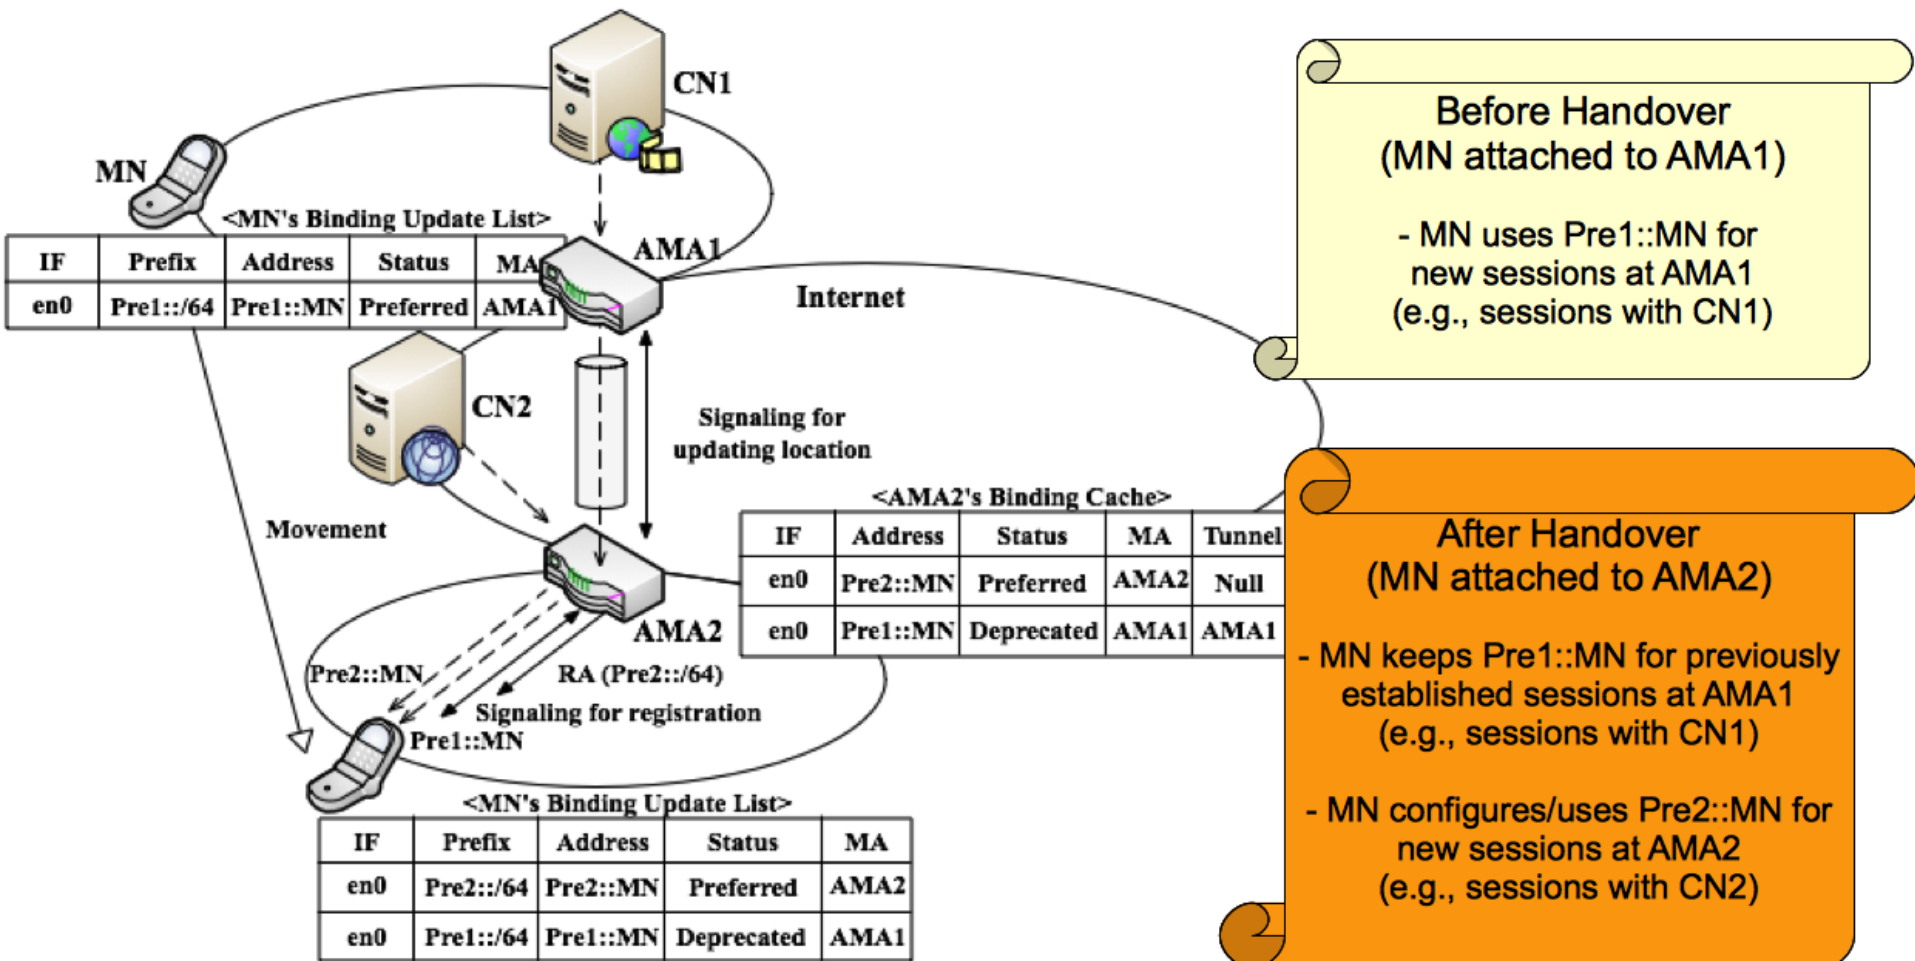 CN1
MN
<MN's Binding Update List>
IF Prefix Address Status MA
en0 Pre1::/64 Pre1::MN Preferred AMA1
AMA1
Internet
CN2
Signaling for
updating location
Movement
<AMA2's Binding Cache>
IF Address Status MA Tunnel
en0 Pre2::MN Preferred AMA2 Null
en0 Pre1::MN Deprecated AMA1 AMA1
AMA2
Pre2::MN
RA (Pre2::/64)
Signaling for registration
Pre1::MN
<MN's Binding Update List>
IF Prefix Address Status MA
en0 Pre2::/64 Pre2::MN Preferred AMA2
en0 Pre1::/64 Pre1::MN Deprecated AMA1
Before Handover
(MN attached to AMA1)
- MN uses Pre1::MN for
new sessions at AMA1
(e.g., sessions with CN1)
After Handover
(MN attached to AMA2)
- MN keeps Pre1::MN for previously
established sessions at AMA1
(e.g., sessions with CN1)
- MN configures/uses Pre2::MN for
new sessions at AMA2
(e.g., sessions with CN2)